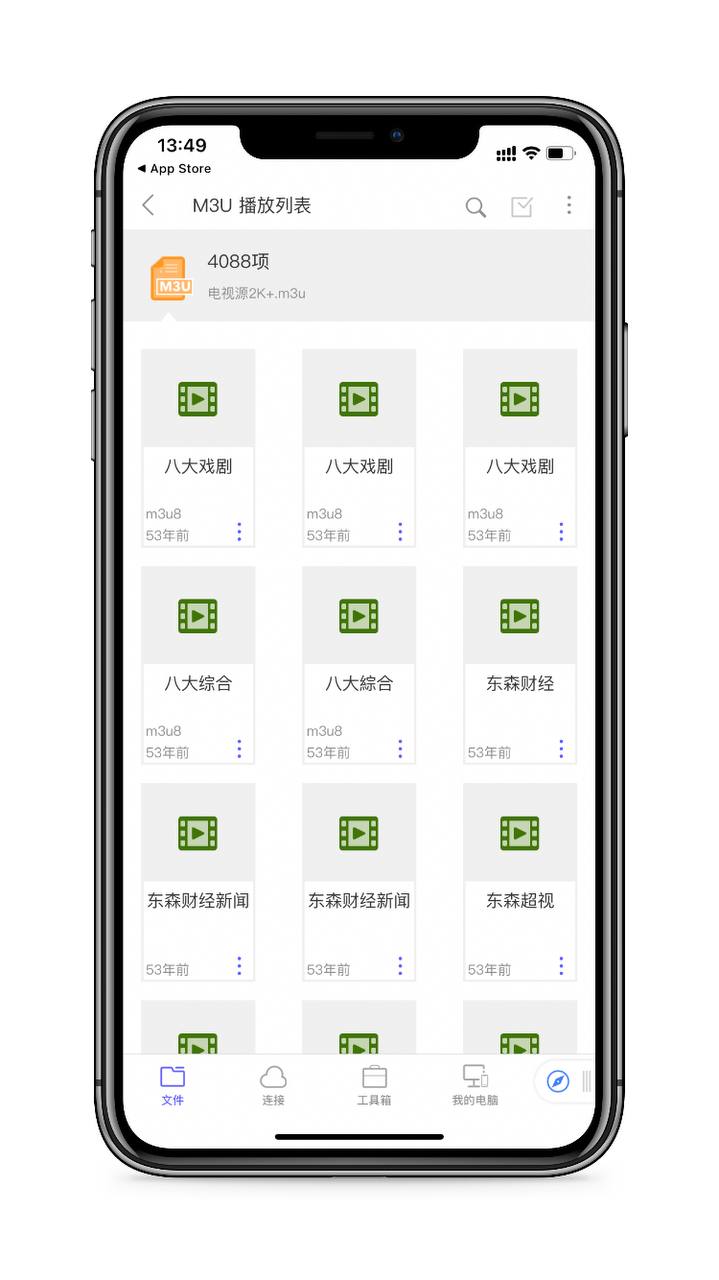 13:49
App Store
M3U 播放列表
4088项
M3U
电视源2K+.m3u
八大戏剧
八大戏剧
八大戏剧
m3u8
m3u8
m3u8
53年前
53年前
53年前
八大综合
八大綜合
东森财经
m3u8
m3u8
53年前
53年前
53年前
东森财经新闻
东森财经新闻
东森超视
53年前
53年前
53年前
文件
连接
工具箱
我的电脑